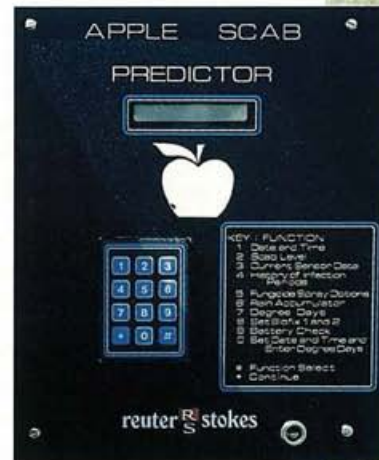 APPLE SCAB
PREDICTOR
1 2 3
4 5 6
7 8 9
* 0 #
KEY : FUNCTION
1 Date and Time
2 Scab Level
3 Current Sensor Data
4 History of Infection
Periods
5 Fungicide Spray Options
6 Rain Accumulator
7 Degree Days
8 Set Biofix 1 and 2
9 Battery Check
0 Set Date and Time and
Enter Degree Days
# Function Select
* Continue
reuter RS stokes